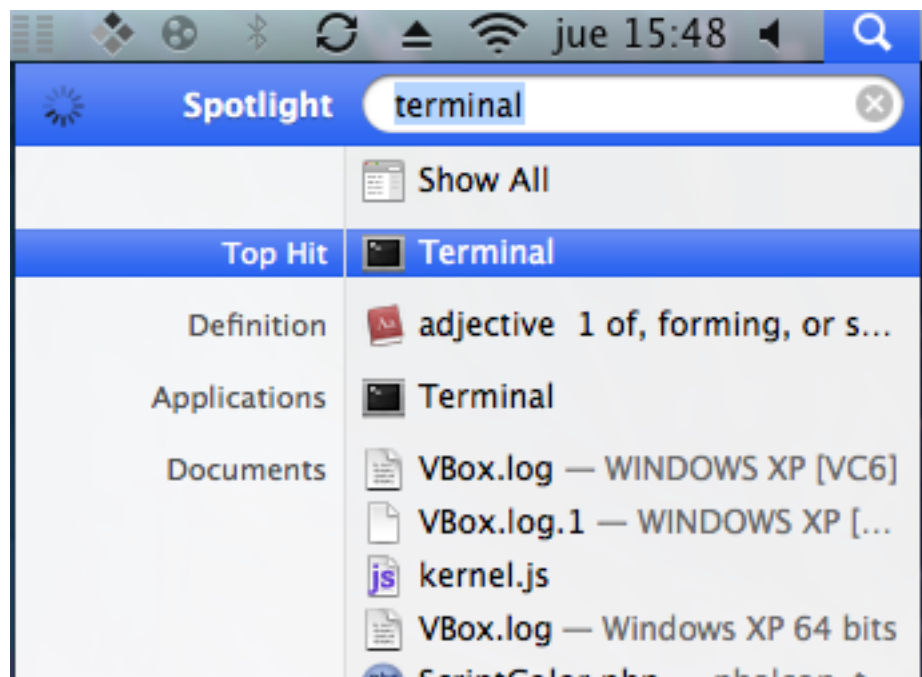 jue 15:48
Spotlight terminal
Show All
Top Hit Terminal
Definition adjective 1 of, forming, or s...
Applications Terminal
Documents VBox.log — WINDOWS XP [VC6]
VBox.log.1 — WINDOWS XP [...
js kernel.js
VBox.log — Windows XP 64 bits